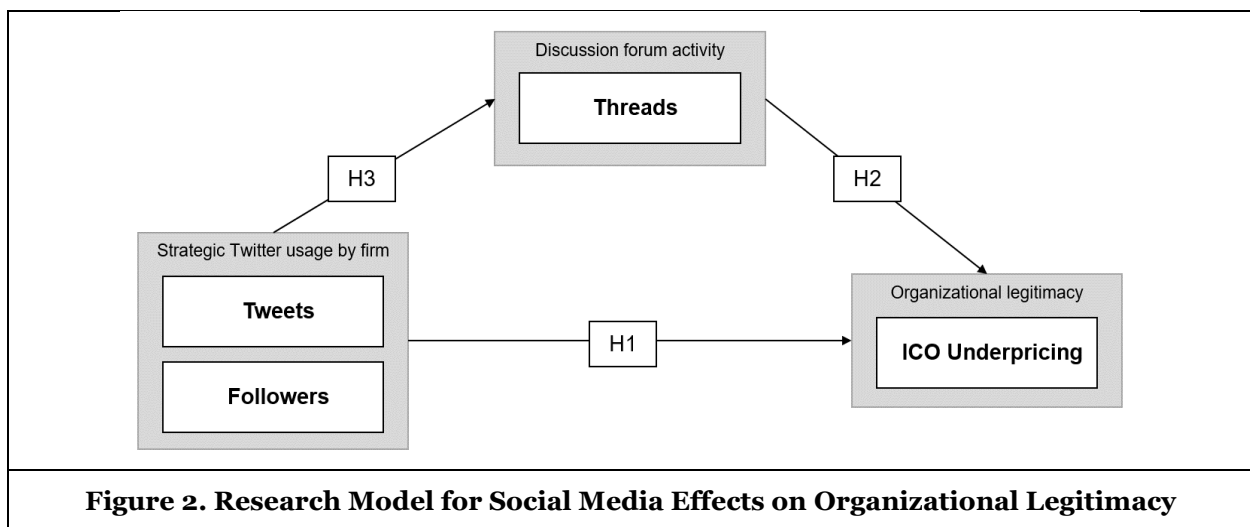 Discussion forum activity
Threads
H3
H2
Strategic Twitter usage by firm
Tweets
Followers
H1
Organizational legitimacy
ICO Underpricing
Figure 2. Research Model for Social Media Effects on Organizational Legitimacy